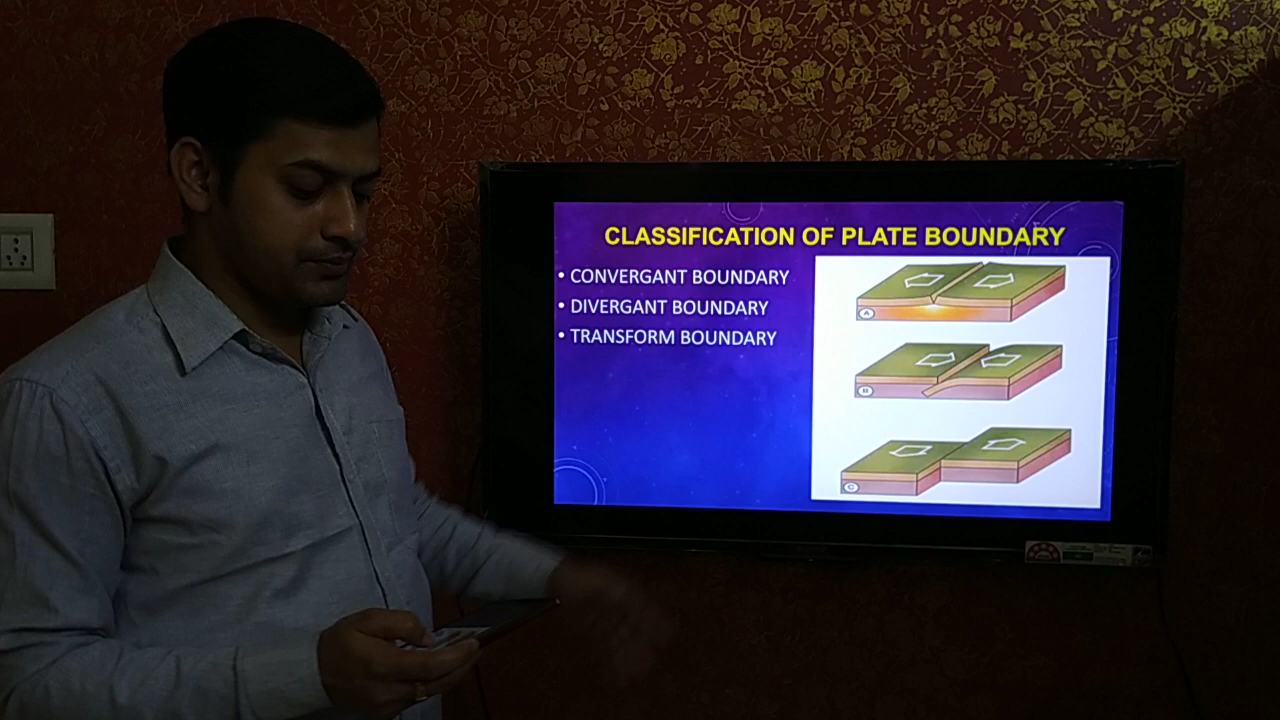 CLASSIFICATION OF PLATE BOUNDARY
• CONVERGANT BOUNDARY
• DIVERGANT BOUNDARY
• TRANSFORM BOUNDARY
A
B
C